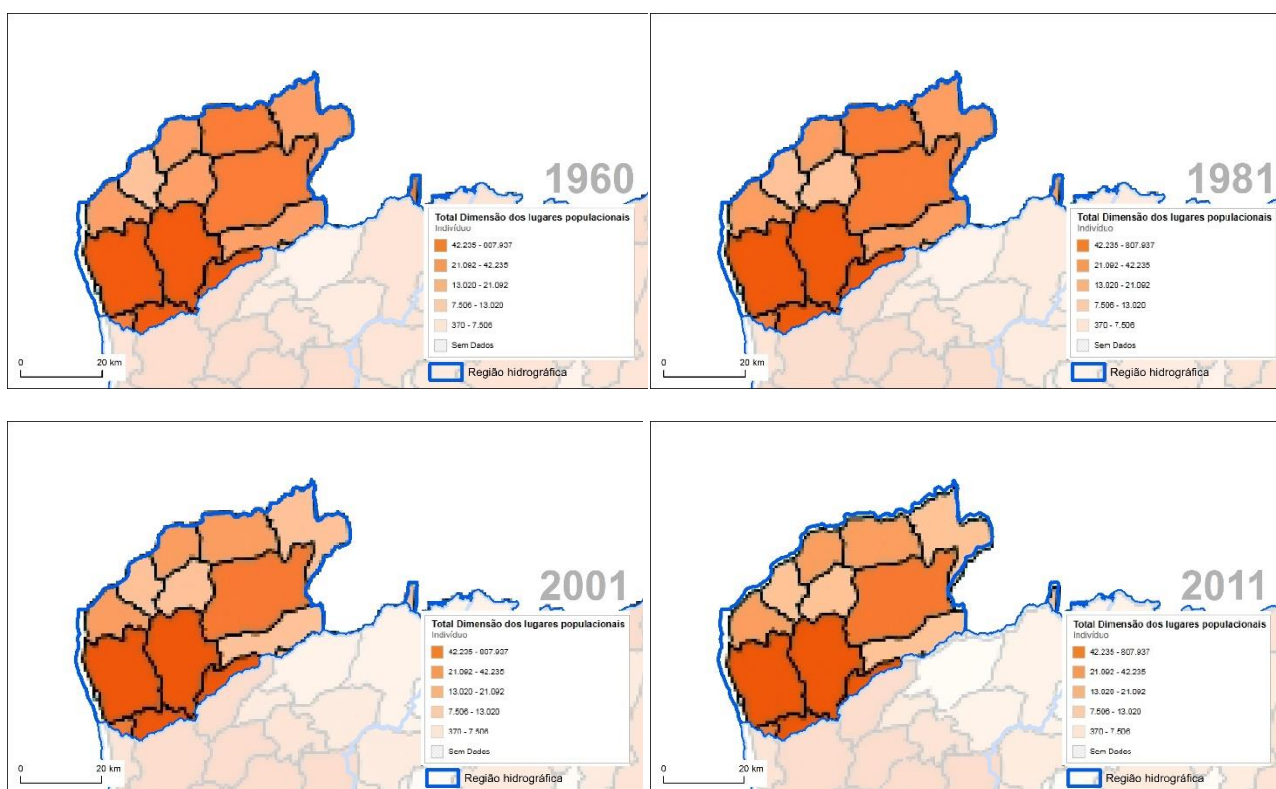 1960
Total Dimensão dos lugares populacionais
Indivíduo
42.235 - 807.937
21.092 - 42.235
13.020 - 21.092
7.506 - 13.020
370 - 7.506
Sem Dados
0 20 km
Região hidrográfica
1981
Total Dimensão dos lugares populacionais
Indivíduo
42.235 - 807.937
21.092 - 42.235
13.020 - 21.092
7.506 - 13.020
370 - 7.506
Sem Dados
0 20 km
Região hidrográfica
2001
Total Dimensão dos lugares populacionais
Indivíduo
42.235 - 807.937
21.092 - 42.235
13.020 - 21.092
7.506 - 13.020
370 - 7.506
Sem Dados
0 20 km
Região hidrográfica
2011
Total Dimensão dos lugares populacionais
Indivíduo
42.235 - 807.937
21.092 - 42.235
13.020 - 21.092
7.506 - 13.020
370 - 7.506
Sem Dados
0 20 km
Região hidrográfica